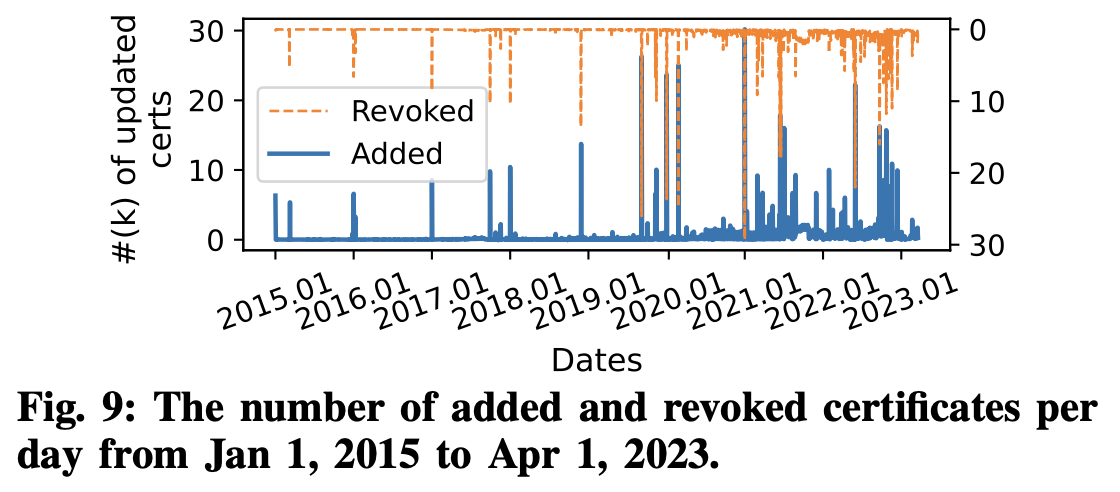 #(k) of updated
certs
30
20
10
0
Revoked
Added
0
10
20
30
2015.01
2016.01
2017.01
2018.01
2019.01
2020.01
2021.01
2022.01
2023.01
Dates
Fig. 9: The number of added and revoked certificates per
day from Jan 1, 2015 to Apr 1, 2023.